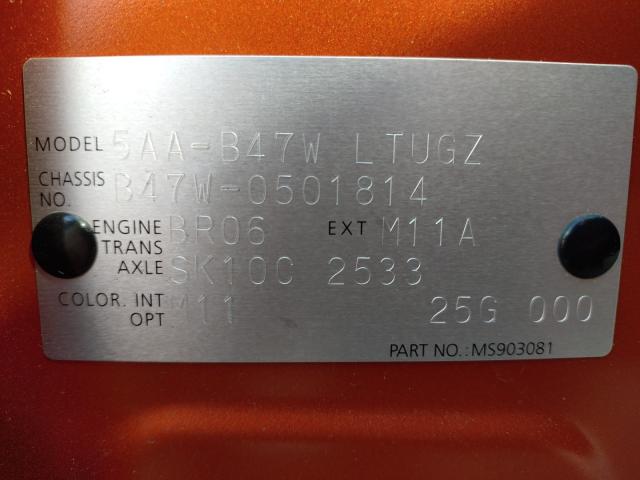 MODEL 5AA-B47W LTUGZ
CHASSIS NO. B47W-0501814
ENGINE BR06 EXT M11A
TRANS AXLE SK10C 2533
COLOR. INT OPT M11 25G 000
PART NO.:MS903081